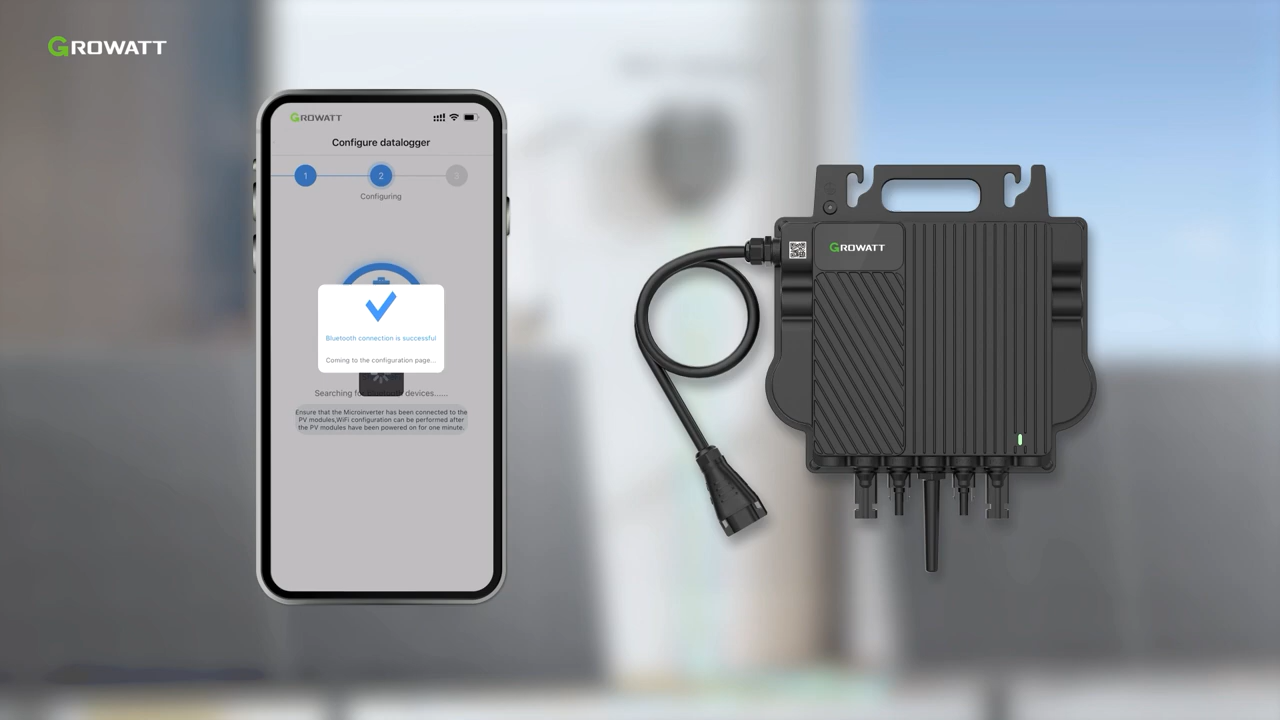 GROWATT
GROWATT
Configure datalogger
1
2
Configuring
Bluetooth connection is successful
Coming to the configuration page...
Searching devices......
Ensure that the Microinverter has been connected to the
PV modules,WiFi configuration can be performed after
the PV modules have been powered on for one minute.
GROWATT